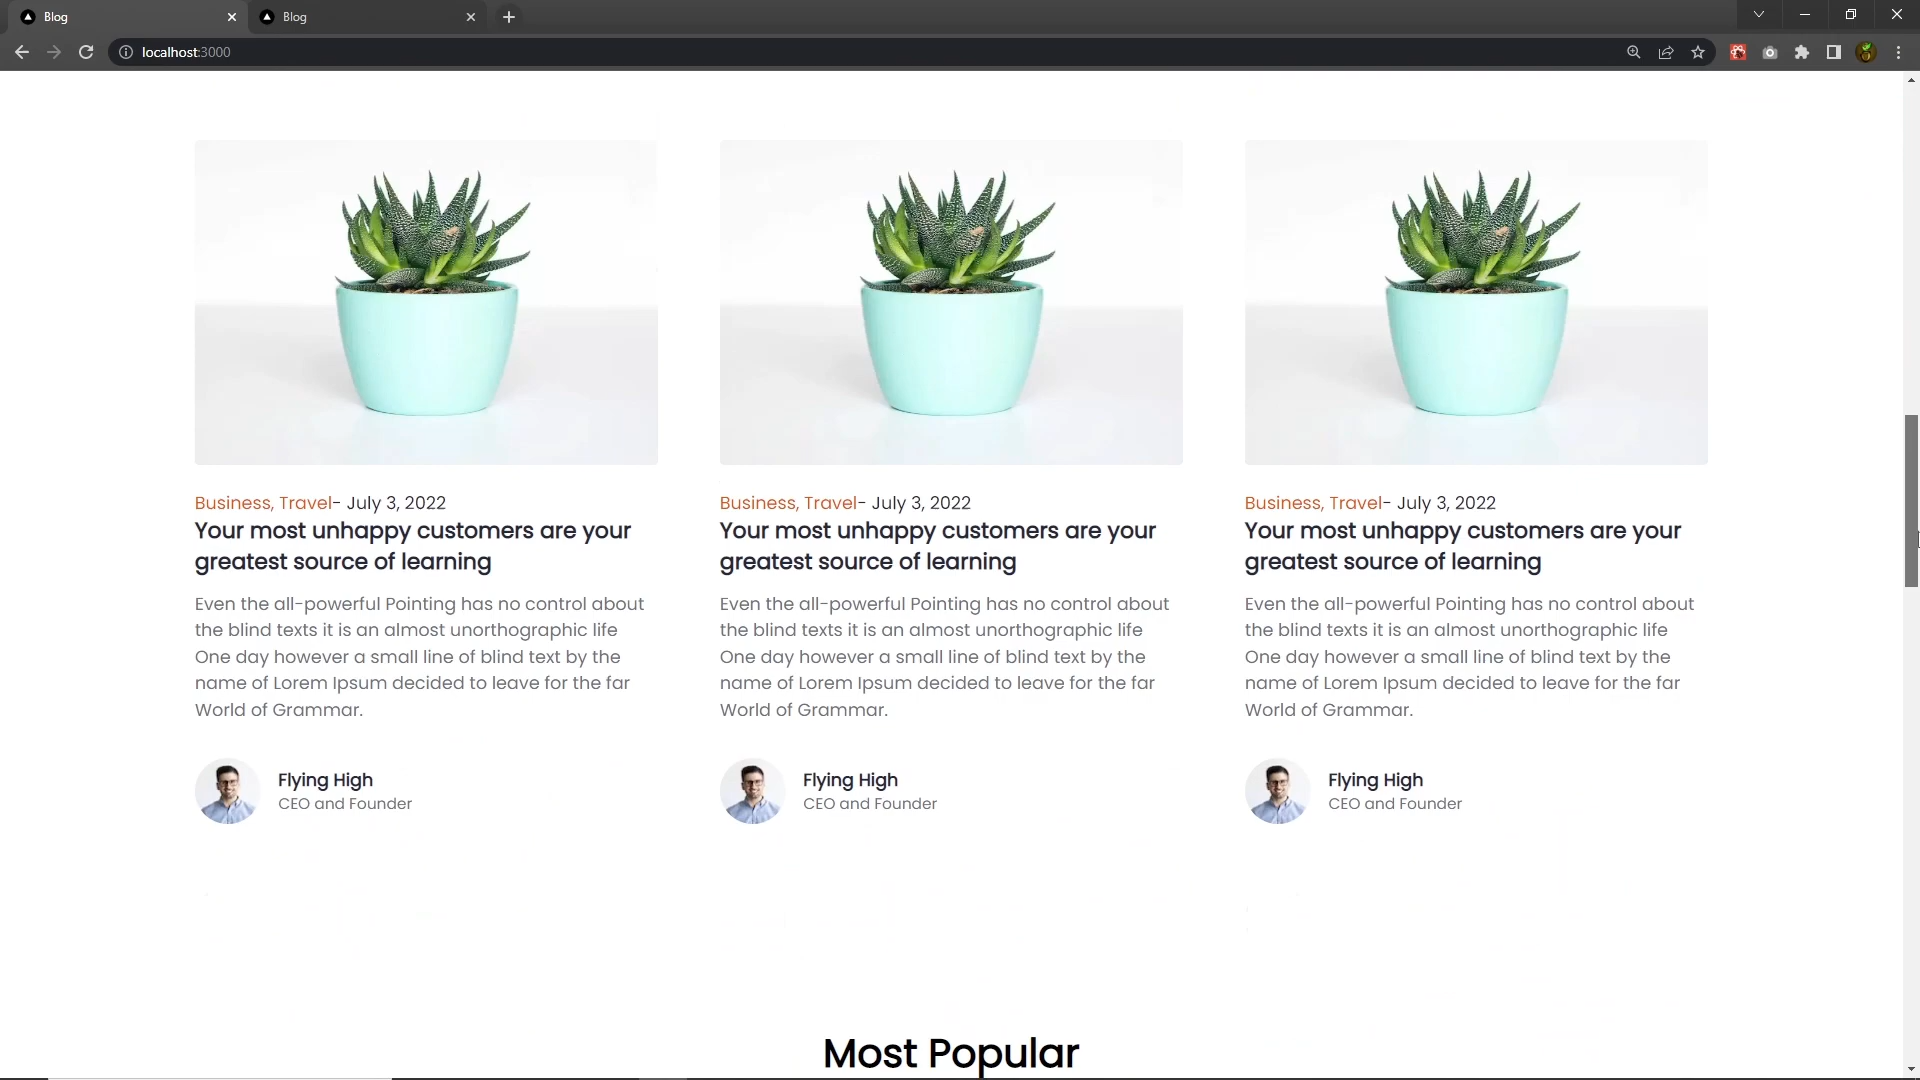 Blog
Blog
localhost:3000
Business, Travel- July 3, 2022
Your most unhappy customers are your
greatest source of learning
Even the all-powerful Pointing has no control about
the blind texts it is an almost unorthographic life
One day however a small line of blind text by the
name of Lorem Ipsum decided to leave for the far
World of Grammar.
Flying High
CEO and Founder
Business, Travel- July 3, 2022
Your most unhappy customers are your
greatest source of learning
Even the all-powerful Pointing has no control about
the blind texts it is an almost unorthographic life
One day however a small line of blind text by the
name of Lorem Ipsum decided to leave for the far
World of Grammar.
Flying High
CEO and Founder
Business, Travel- July 3, 2022
Your most unhappy customers are your
greatest source of learning
Even the all-powerful Pointing has no control about
the blind texts it is an almost unorthographic life
One day however a small line of blind text by the
name of Lorem Ipsum decided to leave for the far
World of Grammar.
Flying High
CEO and Founder
Most Popular